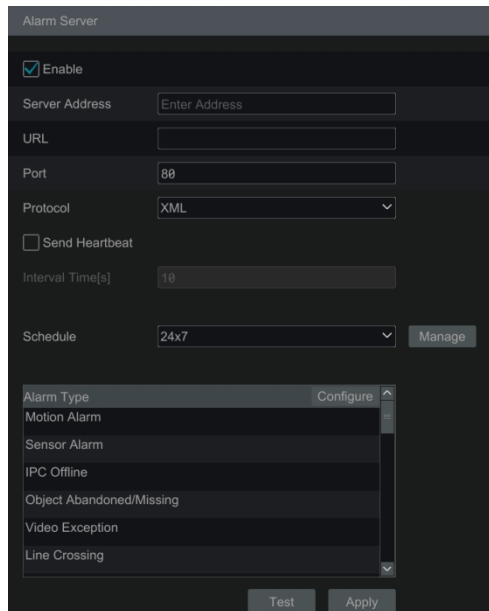 Alarm Server
Enable
Server Address Enter Address
URL
Port 80
Protocol XML
Send Heartbeat
Interval Time[s] 10
Schedule 24x7 Manage
Alarm Type Configure
Motion Alarm
Sensor Alarm
IPC Offline
Object Abandoned/Missing
Video Exception
Line Crossing
Test Apply